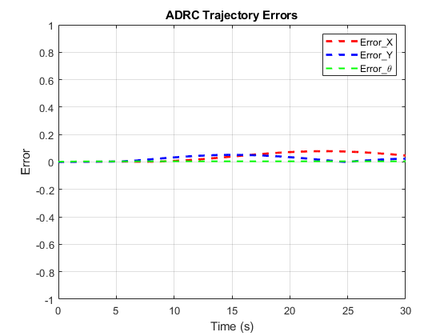 ADRC Trajectory Errors
1
0.8
0.6
0.4
0.2
0
-0.2
-0.4
-0.6
-0.8
-1
Error
Error_X
Error_Y
Error_θ
0 5 10 15 20 25 30
Time (s)